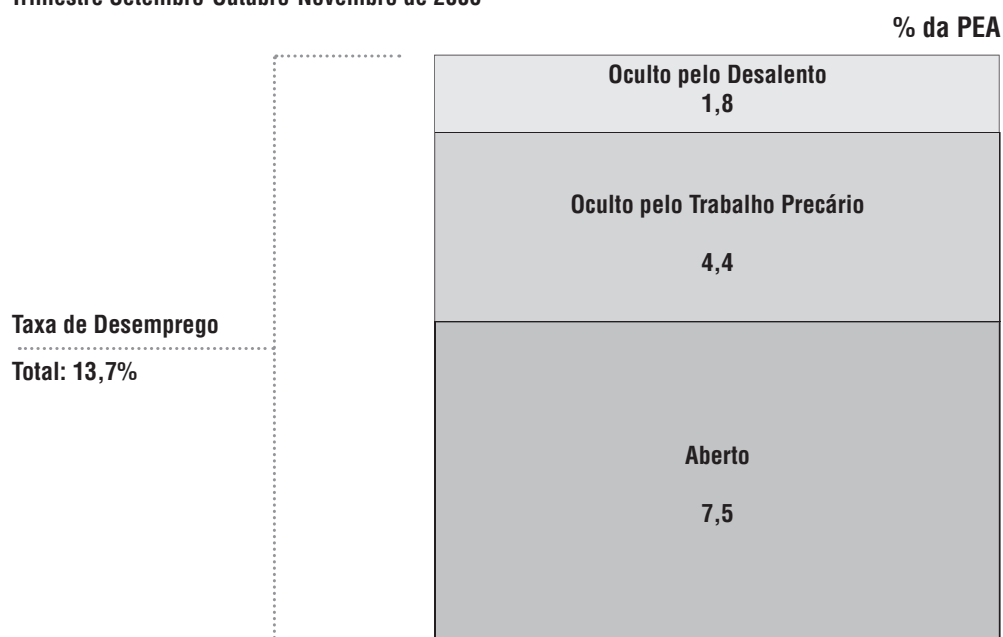 % da PEA
Oculto pelo Desalento
1,8
Oculto pelo Trabalho Precário
4,4
Taxa de Desemprego
Total: 13,7%
Aberto
7,5